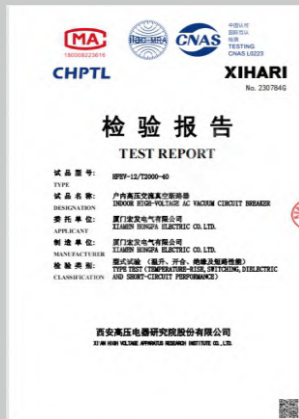 MA
180008223616
ilac-MRA
CNAS
中国认可
国际互认
检测
TESTING
CNAS L0223
CHPTL
XIHARI
No. 230784G
检验报告
TEST REPORT
试品型号: HPEV-12/T2000-40
TYPE
试品名称: 户内高压交流真空断路器
DESIGNATION INDOOR HIGH-VOLTAGE AC VACUUM CIRCUIT BREAKER
委托单位: 厦门宏发电气有限公司
APPLICANT XIAMEN HONGFA ELECTRIC CO.LTD.
制造单位: 厦门宏发电气有限公司
MANUFACTURER XIAMEN HONGFA ELECTRIC CO.LTD.
检验类别: 型式试验 (温升、开合、绝缘及短路性能)
CLASSIFICATION TYPE TEST(TEMPERATURE-RISE,SWITCHING,DIELECTRIC
AND SHORT-CIRCUIT PERFORMANCE)
西安高压电器研究院股份有限公司
XI'AN HIGH VOLTAGE APPARATUS RESEARCH INSTITUTE CO.,LTD.